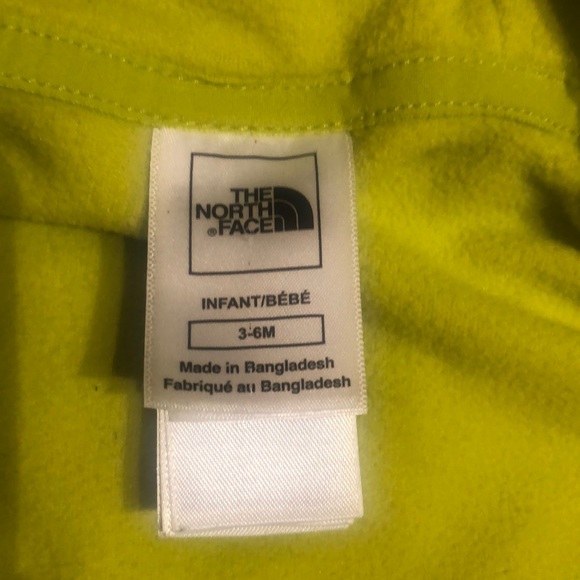 THE
NORTH
®FACE
INFANT/BÉBÉ
3-6M
Made in Bangladesh
Fabriqué au Bangladesh